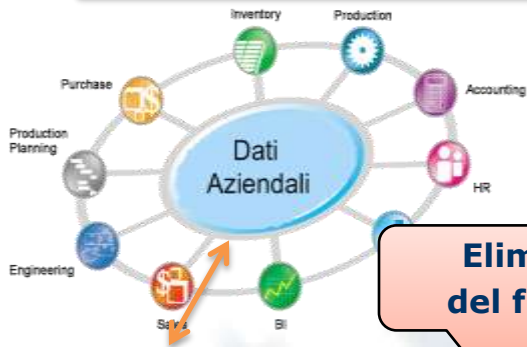 Inventory
Production
Purchase
Accounting
Production
Planning
Dati
Aziendali
HR
Engineering
BI
Elim
del f